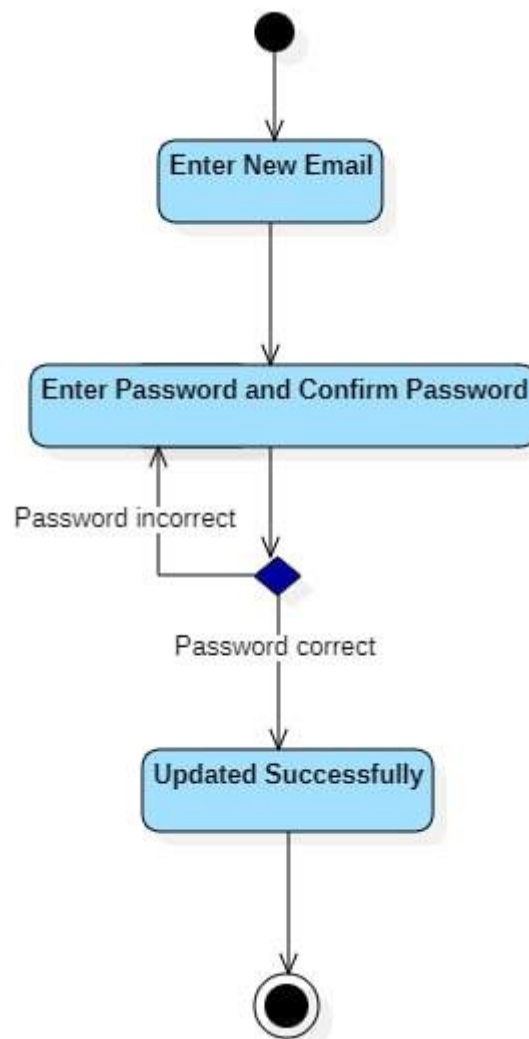 Enter New Email
Enter Password and Confirm Password
Password incorrect
Password correct
Updated Successfully